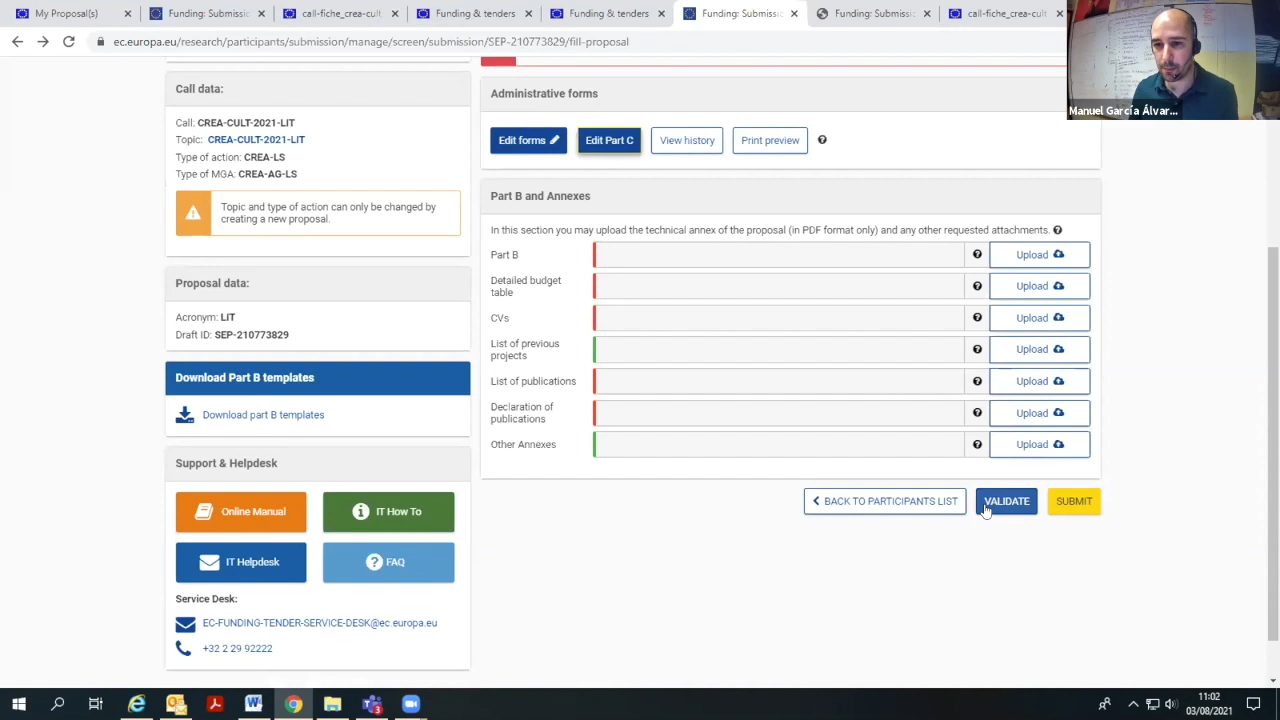 My Proposal(s)
Funding: Submissi
call-fiche_crea-cult
Funding & tenders
Funding & tenders
Funding: Submissi
Submissi
call-fiche_crea-cult
ec.europa.eu/research/participants/submission/manage/screen/submission/SEP-210773829/fill-proposal
Manuel García Álvar...
Call data:
Call: CREA-CULT-2021-LIT
Topic: CREA-CULT-2021-LIT
Type of action: CREA-LS
Type of MGA: CREA-AG-LS
Topic and type of action can only be changed by
creating a new proposal.
Proposal data:
Acronym: LIT
Draft ID: SEP-210773829
Download Part B templates
Download part B templates
Support & Helpdesk
Online Manual
IT How To
IT Helpdesk
FAQ
Service Desk:
EC-FUNDING-TENDER-SERVICE-DESK@ec.europa.eu
+32 2 29 92222
Administrative forms
Edit forms
Edit Part C
View history
Print preview
Part B and Annexes
In this section you may upload the technical annex of the proposal (in PDF format only) and any other requested attachments.
Part B
Upload
Detailed budget
table
Upload
CVs
Upload
List of previous
projects
Upload
List of publications
Upload
Declaration of
publications
Upload
Other Annexes
Upload
BACK TO PARTICIPANTS LIST
VALIDATE
SUBMIT
11:02
03/08/2021